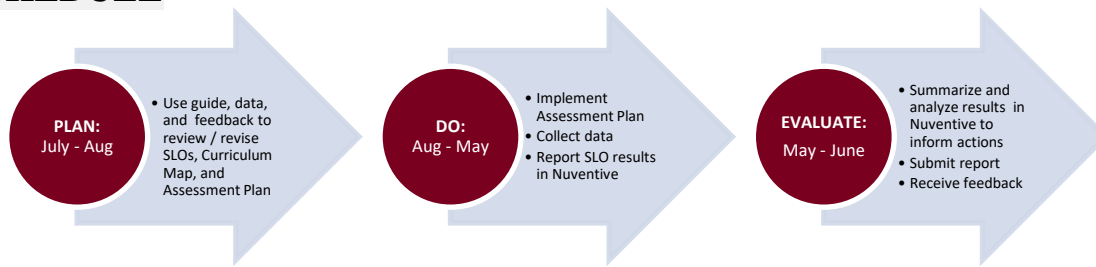 PLAN:
July - Aug
• Use guide, data,
and feedback to
review / revise
SLOs, Curriculum
Map, and
Assessment Plan
DO:
Aug - May
• Implement
Assessment Plan
• Collect data
• Report SLO results
in Nuventive
EVALUATE:
May - June
• Summarize and
analyze results in
Nuventive to
inform actions
• Submit report
• Receive feedback